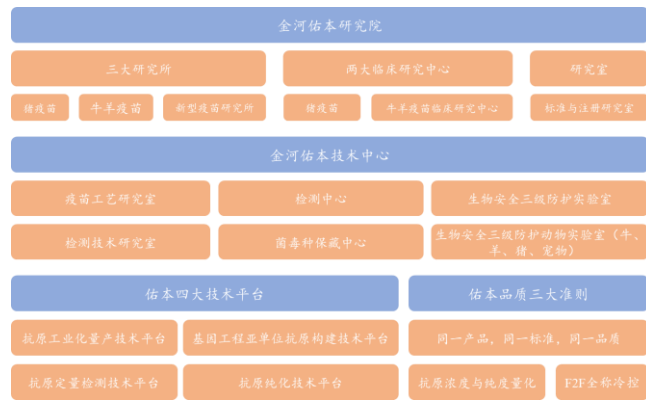 金河佑本研究院
三大研究所
两大临床研究中心
研究室
猪疫苗
牛羊疫苗
新型疫苗研究所
猪疫苗
牛羊疫苗临床研究中心
标准与注册研究室
金河佑本技术中心
疫苗工艺研究室
检测中心
生物安全三级防护实验室
检测技术研究室
菌毒种保藏中心
生物安全三级防护动物实验室（牛、
羊、猪、宠物）
佑本四大技术平台
佑本品质三大准则
抗原工业化量产技术平台
基因工程亚单位抗原构建技术平台
同一产品，同一标准，同一品质
抗原定量检测技术平台
抗原纯化技术平台
抗原浓度与纯度量化
F2F全称冷控